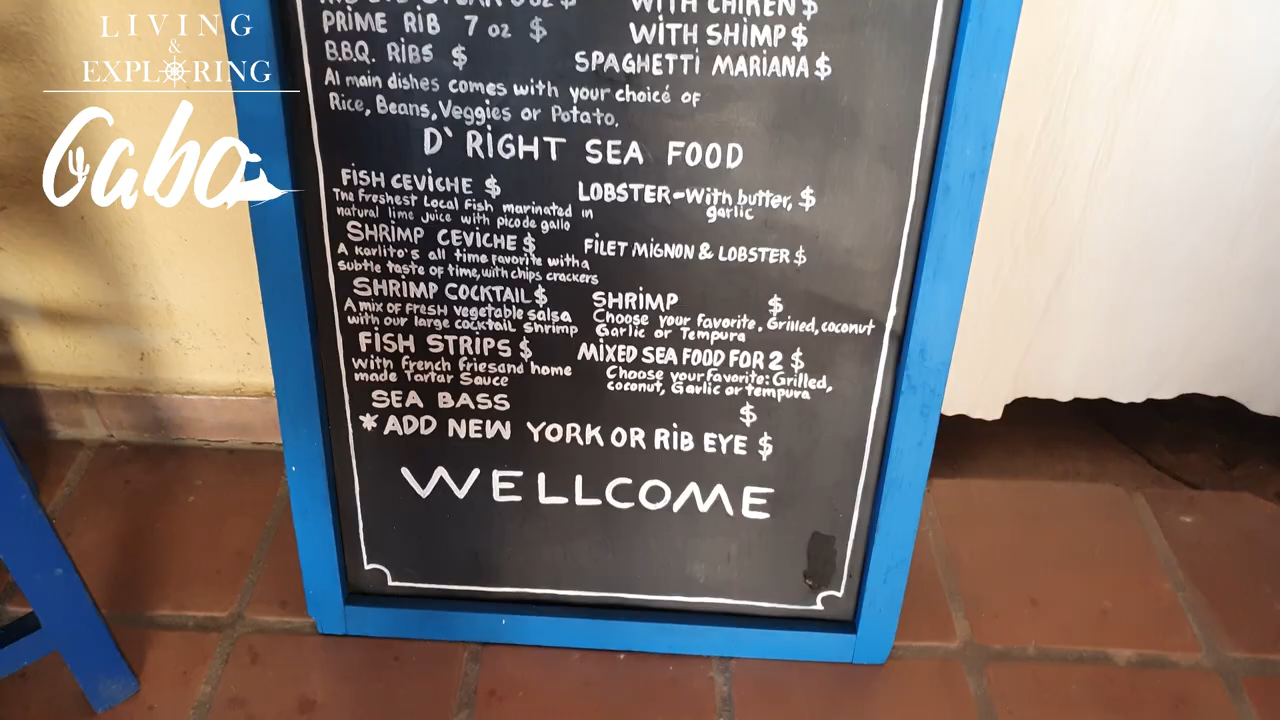 LIVING
&
EXPLORING
Cabo
PRIME RIB 7 oz $
B.B.Q. RIBS $
WITH CHIKEN $
WITH SHIMP $
SPAGHETTI MARIANA $
Al main dishes comes with your choicé of
Rice, Beans, Veggies or Potato.
D' RIGHT SEA FOOD
FISH CEVICHE $
The freshest Local Fish marinated in
natural lime juice with pico de gallo
SHRIMP CEVICHE $
A Karlito's all time favorite with a
subtle taste of time, with chips crackers
SHRIMP COCKTAIL $
A mix of fresh vegetable salsa
with our large cocktail shrimp
FISH STRIPS $
with french friesand home
made Tartar Sauce
SEA BASS $
LOBSTER-With butter, $
garlic
FILET MIGNON & LOBSTER $
SHRIMP $
Choose your favorite. Grilled, coconut
Garlic or Tempura
MIXED SEA FOOD FOR 2 $
Choose your favorite: Grilled,
coconut, Garlic or tempura
* ADD NEW YORK OR RIB EYE $
WELLCOME